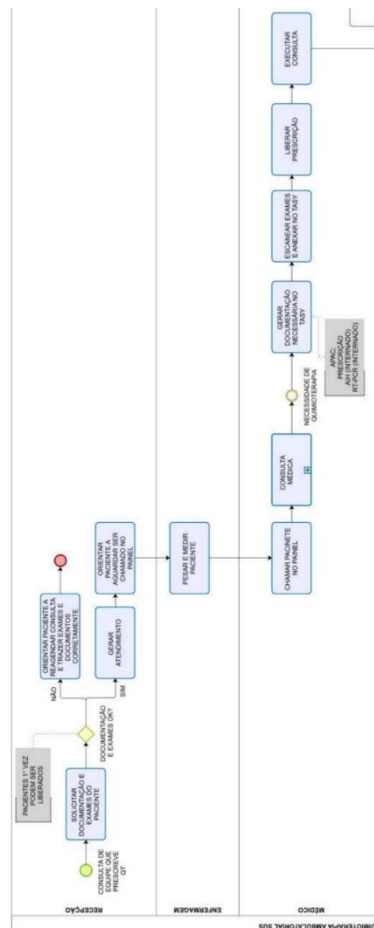 RECEPÇÃO
CONSULTA DE
EQUIPE QUE
PRESCREVE
Q?
SOLICITAR
DOCUMENTAÇÃO E
EXAMES DO
PACIENTE
PACIENTES 1ª VEZ
PODEM SER
LIBERADOS
DOCUMENTAÇÃO
E EXAMES OK?
NÃO
ORIENTAR PACIENTE A
REAGENDAR CONSULTA
E TRAZER EXAMES E
DOCUMENTOS
CORRETAMENTE
SIM
GERAR
ATENDIMENTO
ORIENTAR
PACIENTE A
AGUARDAR SER
CHAMADO NO
PAINEL
ENFERMAGEM
PESAR E MEDIR
PACIENTE
MÉDICO
CHAMAR PACINETE
NO PAINEL
CONSULTA
MÉDICA
NECESSIDADE DE
QUIMIOTERAPIA
GERAR
DOCUMENTAÇÃO
NECESSÁRIA NO
TASY
APAC,
PRESCRIÇÃO
AIH (INTERNADO)
RT-PCR (INTERNADO)
ESCANEAR EXAMES
E ANEXAR NO TASY
LIBERAR
PRESCRIÇÃO
EXECUTAR
CONSULTA
AMBULATORIAL SUS